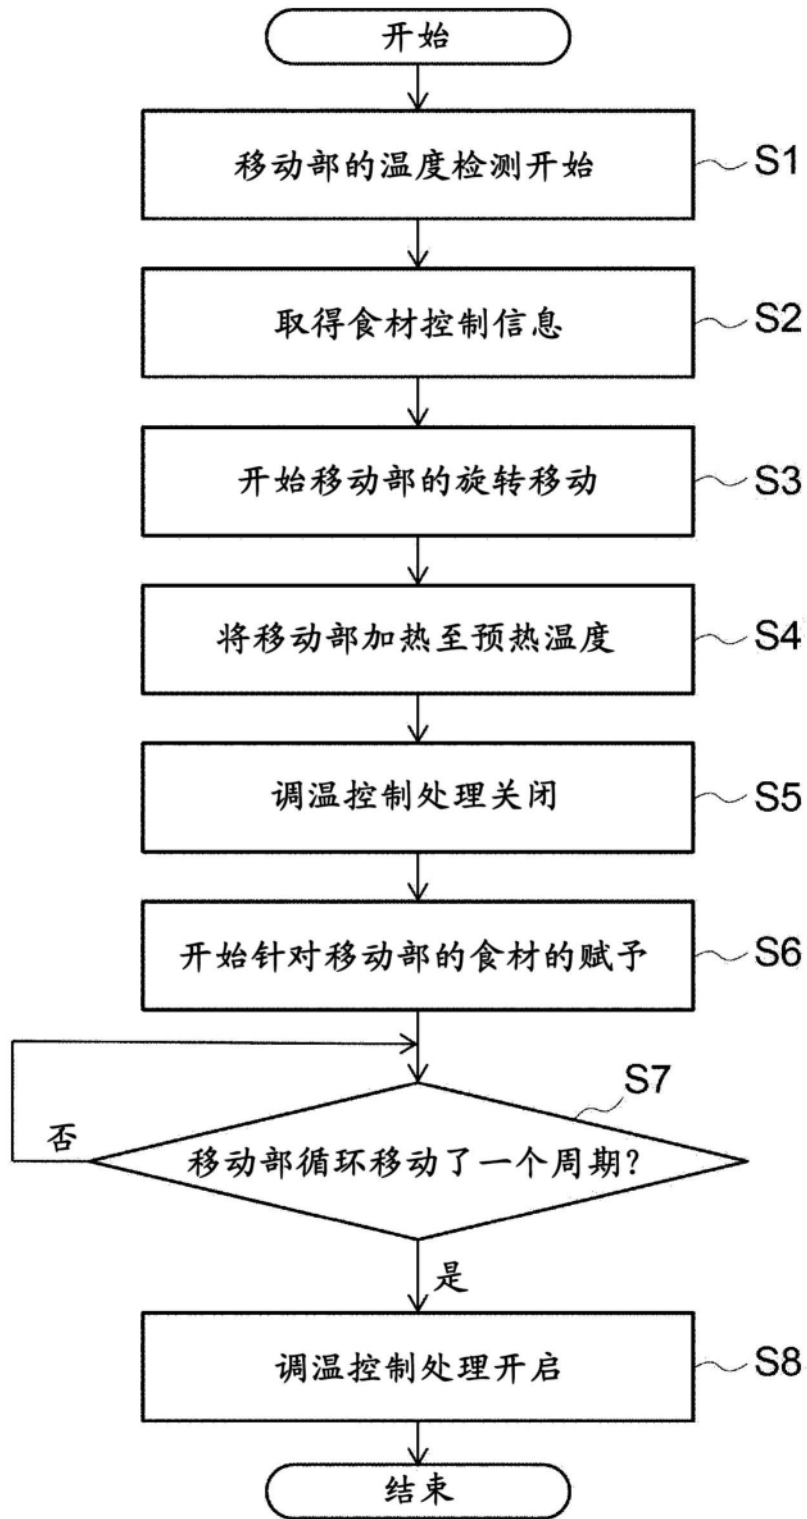 开始
移动部的温度检测开始
S1
取得食材控制信息
S2
开始移动部的旋转移动
S3
将移动部加热至预热温度
S4
调温控制处理关闭
S5
开始针对移动部的食材的赋予
S6
S7
否
移动部循环移动了一个周期?
是
调温控制处理开启
S8
结束